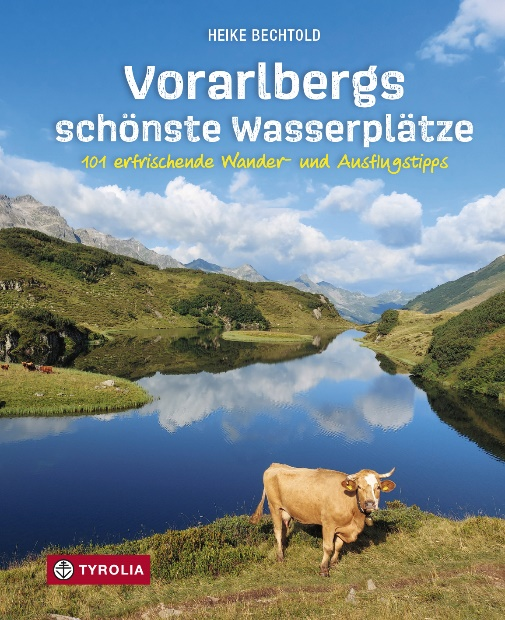 HEIKE BECHTOLD
Vorarlbergs
schönste Wasserplätze
101 erfrischende Wander- und Ausflugstipps
TYROLIA